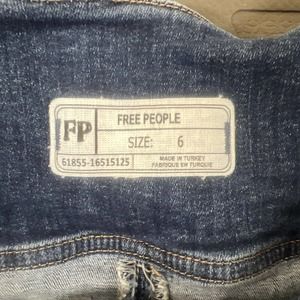 FP
FREE PEOPLE
SIZE: 6
61855-16515125
MADE IN TURKEY
FABRIQUE EN TURQUIE